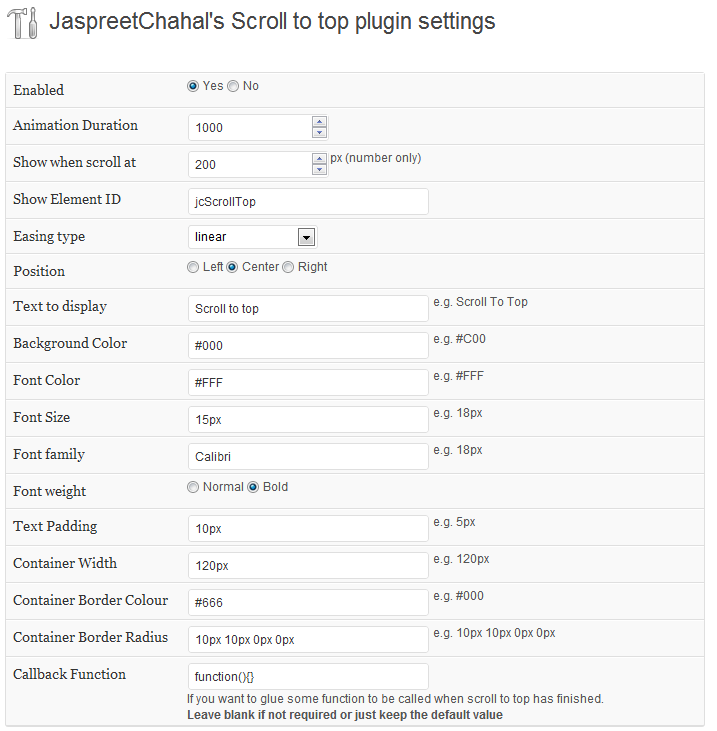 JaspreetChahal's Scroll to top plugin settings
Enabled Yes No
Animation Duration 1000
Show when scroll at 200 px (number only)
Show Element ID jcScrollTop
Easing type linear
Position Left Center Right
Text to display Scroll to top e.g. Scroll To Top
Background Color #000 e.g. #C00
Font Color #FFF e.g. #FFF
Font Size 15px e.g. 18px
Font family Calibri e.g. 18px
Font weight Normal Bold
Text Padding 10px e.g. 5px
Container Width 120px e.g. 120px
Container Border Colour #666 e.g. #000
Container Border Radius 10px 10px 0px 0px e.g. 10px 10px 0px 0px
Callback Function function(){}
If you want to glue some function to be called when scroll to top has finished.
Leave blank if not required or just keep the default value